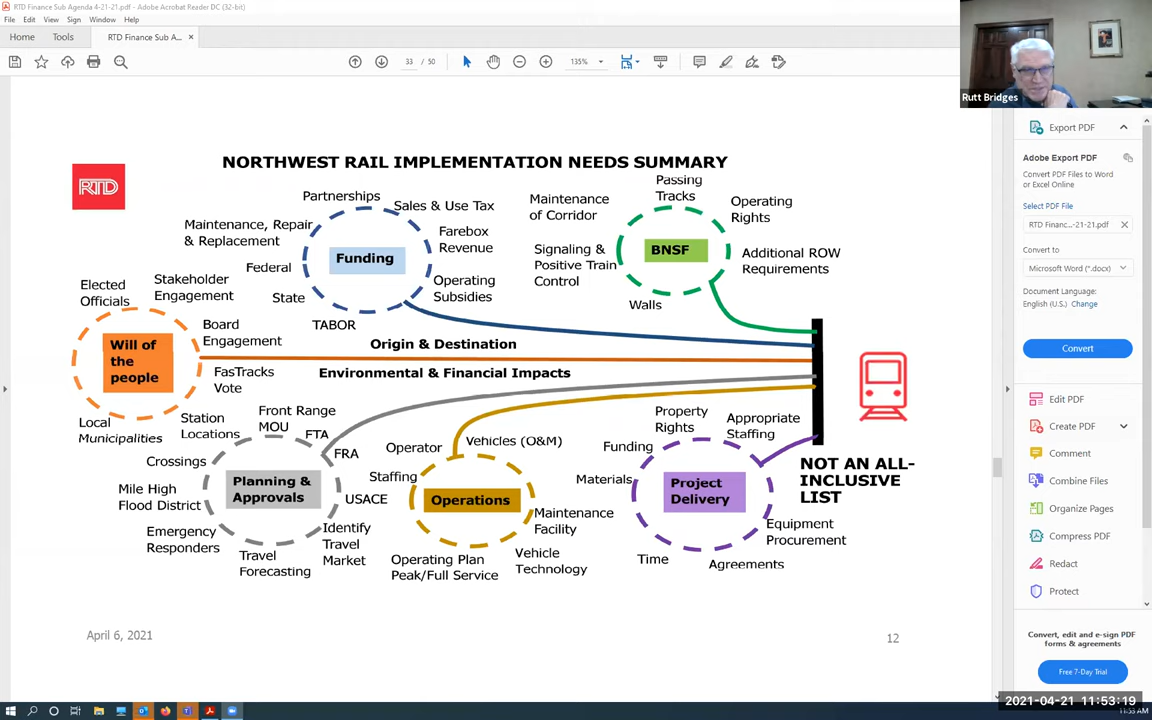 RTD Finance Sub Agenda 4-21-21.pdf - Adobe Acrobat Reader DC (32-bit)
File Edit View Sign Window Help
Home Tools RTD Finance Sub A... ×
33 / 50 135%
Rutt Bridges
RTD
NORTHWEST RAIL IMPLEMENTATION NEEDS SUMMARY
Partnerships
Sales & Use Tax
Maintenance, Repair
& Replacement
Farebox
Revenue
Funding
Federal
Operating
Subsidies
State
TABOR
Passing
Tracks
Maintenance
of Corridor
Operating
Rights
BNSF
Signaling &
Positive Train
Control
Additional ROW
Requirements
Walls
Elected
Officials
Stakeholder
Engagement
Board
Engagement
Will of
the
people
FasTracks
Vote
Local
Municipalities
Station
Locations
Origin & Destination
Environmental & Financial Impacts
Front Range
MOU
FTA
FRA
Crossings
Planning &
Approvals
USACE
Mile High
Flood District
Emergency
Responders
Travel
Forecasting
Identify
Travel
Market
Operator
Vehicles (O&M)
Staffing
Operations
Maintenance
Facility
Operating Plan
Peak/Full Service
Vehicle
Technology
Property
Rights
Appropriate
Staffing
Funding
Materials
Project
Delivery
Equipment
Procurement
Time
Agreements
NOT AN ALL-
INCLUSIVE
LIST
April 6, 2021
12
Export PDF
Adobe Export PDF
Convert PDF Files to Word
or Excel Online
Select PDF File
RTD Financ...-21-21.pdf
Convert to
Microsoft Word (*.docx)
Document Language:
English (U.S.) Change
Convert
Edit PDF
Create PDF
Comment
Combine Files
Organize Pages
Compress PDF
Redact
Protect
Convert, edit and e-sign PDF
forms & agreements
Free 7-Day Trial
2021-04-21 11:53:19